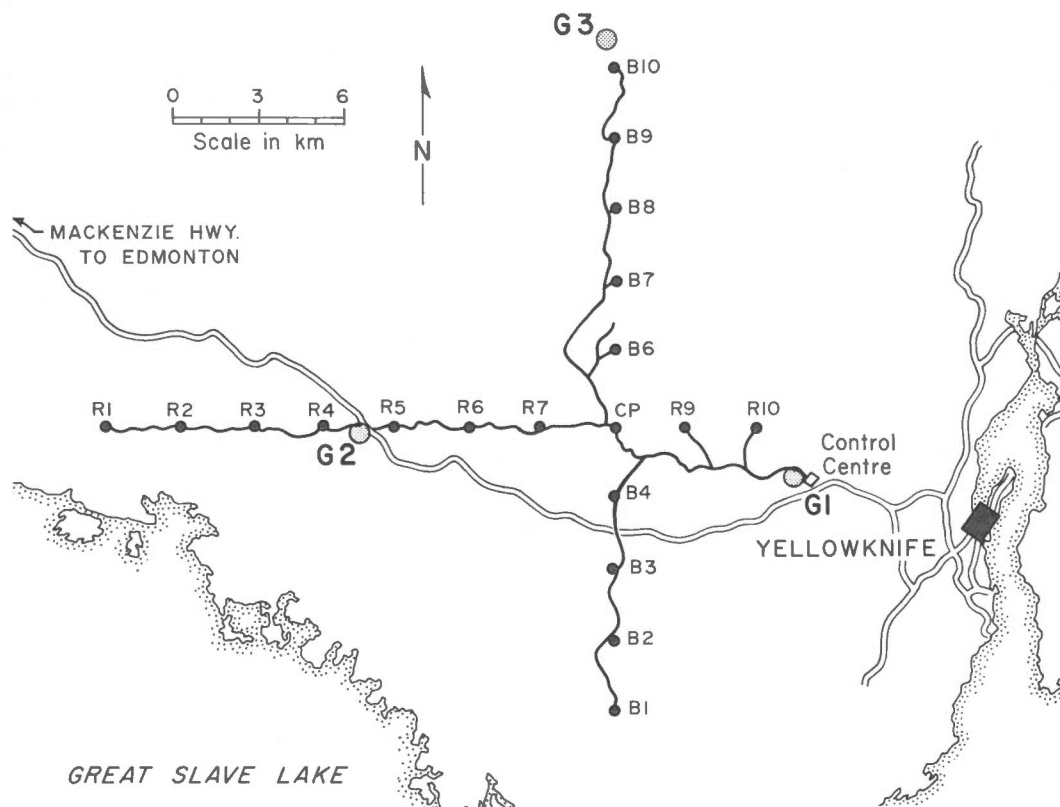 G3
B10
0 3 6
Scale in km
N
B9
B8
MACKENZIE HWY.
TO EDMONTON
B7
B6
R1 R2 R3 R4 R5 R6 R7 CP R9 R10
G2
Control
Centre
G1
B4
YELLOWKNIFE
B3
B2
B1
GREAT SLAVE LAKE